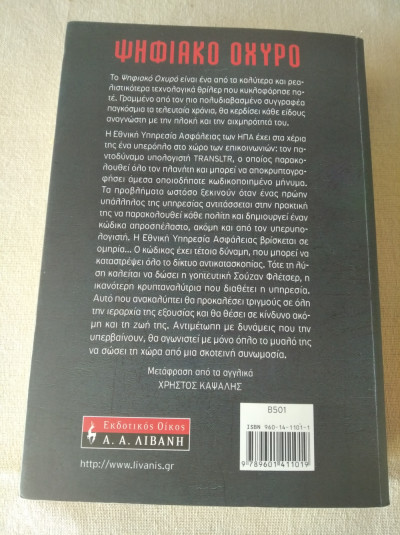 ΨΗΦΙΑΚΟ ΟΧΥΡΟ
Το Ψηφιακό Οχυρό είναι ένα από τα καλύτερα και ρεα-
λιστικότερα τεχνολογικά θρίλερ που κυκλοφόρησε πο-
τέ. Γραμμένο από τον πιο πολυδιαβασμένο συγγραφέα
παγκόσμια τα τελευταία χρόνια, θα κερδίσει κάθε είδους
αναγνώστη με την πλοκή και την αιχμηρότητά του.
Η Εθνική Υπηρεσία Ασφάλειας των ΗΠΑ έχει στα χέρια
της ένα υπερόπλο στο χώρο των επικοινωνιών: τον πα-
ντοδύναμο υπολογιστή TRANSLTR, ο οποίος παρακο-
λουθεί όλο τον πλανήτη και μπορεί να αποκρυπτογρα-
φήσει άμεσα οποιοδήποτε κωδικοποιημένο μήνυμα.
Τα προβλήματα ωστόσο ξεκινούν όταν ένας πρώην
υπάλληλος της υπηρεσίας αντιτάσσεται στην πρακτική
της να παρακολουθεί κάθε πολίτη και δημιουργεί έναν
κώδικα απροσπέλαστο, ακόμη και από τον υπερυπο-
λογιστή. Η Εθνική Υπηρεσία Ασφάλειας βρίσκεται σε
ομηρία... Ο κώδικας έχει τέτοια δύναμη, που μπορεί να
καταστρέψει όλο το δίκτυο αντικατασκοπίας. Τότε τη λύ-
ση καλείται να δώσει η γοητευτική Σούζαν Φλέτσερ, η
ικανότερη κρυπταναλύτρια που διαθέτει η υπηρεσία.
Αυτό που ανακαλύπτει θα προκαλέσει τριγμούς σε όλη
την ιεραρχία της εξουσίας και θα θέσει σε κίνδυνο ακό-
μη και τη ζωή της. Αντιμέτωπη με δυνάμεις που την
υπερβαίνουν, θα αγωνιστεί με μόνο όπλο το μυαλό της
να σώσει τη χώρα από μια σκοτεινή συνωμοσία.
Μετάφραση από τα αγγλικά
ΧΡΗΣΤΟΣ ΚΑΨΑΛΗΣ
Εκδοτικός Οίκος
Α. Α. ΛΙΒΑΝΗ
http://www.livanis.gr
8501
ISBN 960-14-1101-1
9 789601 411019